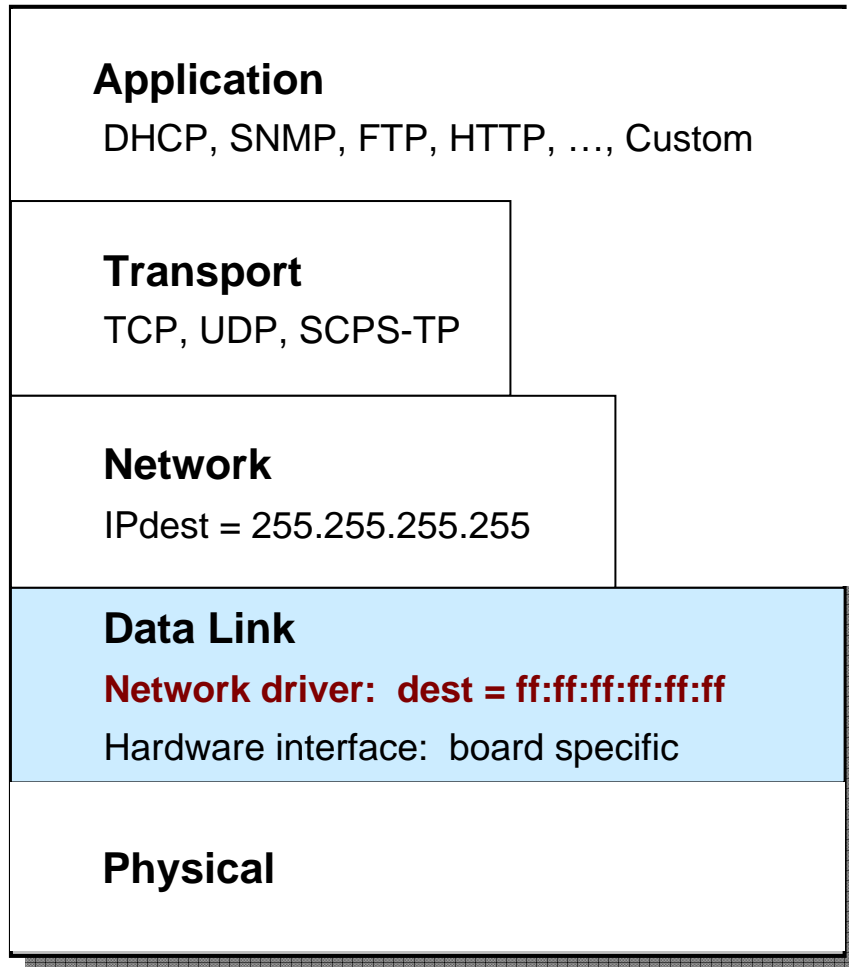 Application
DHCP, SNMP, FTP, HTTP, …, Custom
Transport
TCP, UDP, SCPS-TP
Network
IPdest = 255.255.255.255
Data Link
Network driver:  dest = ff:ff:ff:ff:ff:ff
Hardware interface:  board specific
Physical